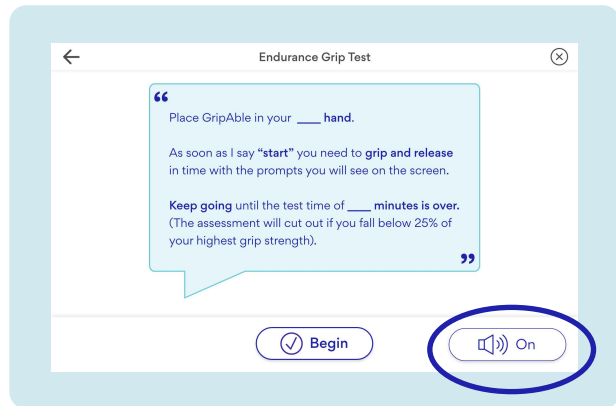 Endurance Grip Test
“
Place GripAble in your ____ hand.
As soon as I say “start” you need to grip and release
in time with the prompts you will see on the screen.
Keep going until the test time of ____ minutes is over.
(The assessment will cut out if you fall below 25% of
your highest grip strength).
”
Begin
On